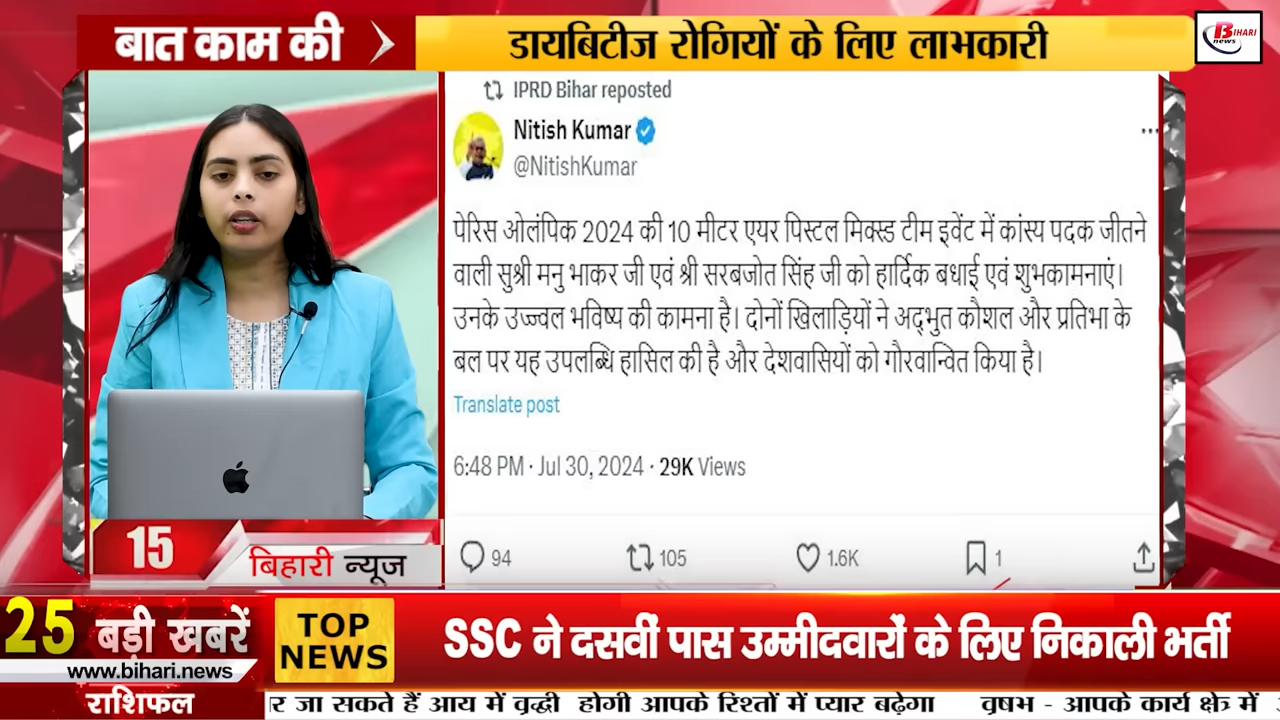 बात काम की
डायबिटीज रोगियों के लिए लाभकारी
BIHARI
news
IPRD Bihar reposted
Nitish Kumar
@NitishKumar
पेरिस ओलंपिक 2024 की 10 मीटर एयर पिस्टल मिक्स्ड टीम इवेंट में कांस्य पदक जीतने
वाली सुश्री मनु भाकर जी एवं श्री सरबजोत सिंह जी को हार्दिक बधाई एवं शुभकामनाएं।
उनके उज्ज्वल भविष्य की कामना है। दोनों खिलाड़ियों ने अद्भुत कौशल और प्रतिभा के
बल पर यह उपलब्धि हासिल की है और देशवासियों को गौरवान्वित किया है।
Translate post
6:48 PM · Jul 30, 2024 · 29K Views
94 105 1.6K 1
15
बिहारी न्यूज
25 बड़ी खबरें
www.bihari.news
TOP
NEWS
SSC ने दसवीं पास उम्मीदवारों के लिए निकाली भर्ती
राशिफल
र जा सकते हैं आय में वृद्धी होगी आपके रिश्तों में प्यार बढ़ेगा वृषभ - आपके कार्य क्षेत्र में